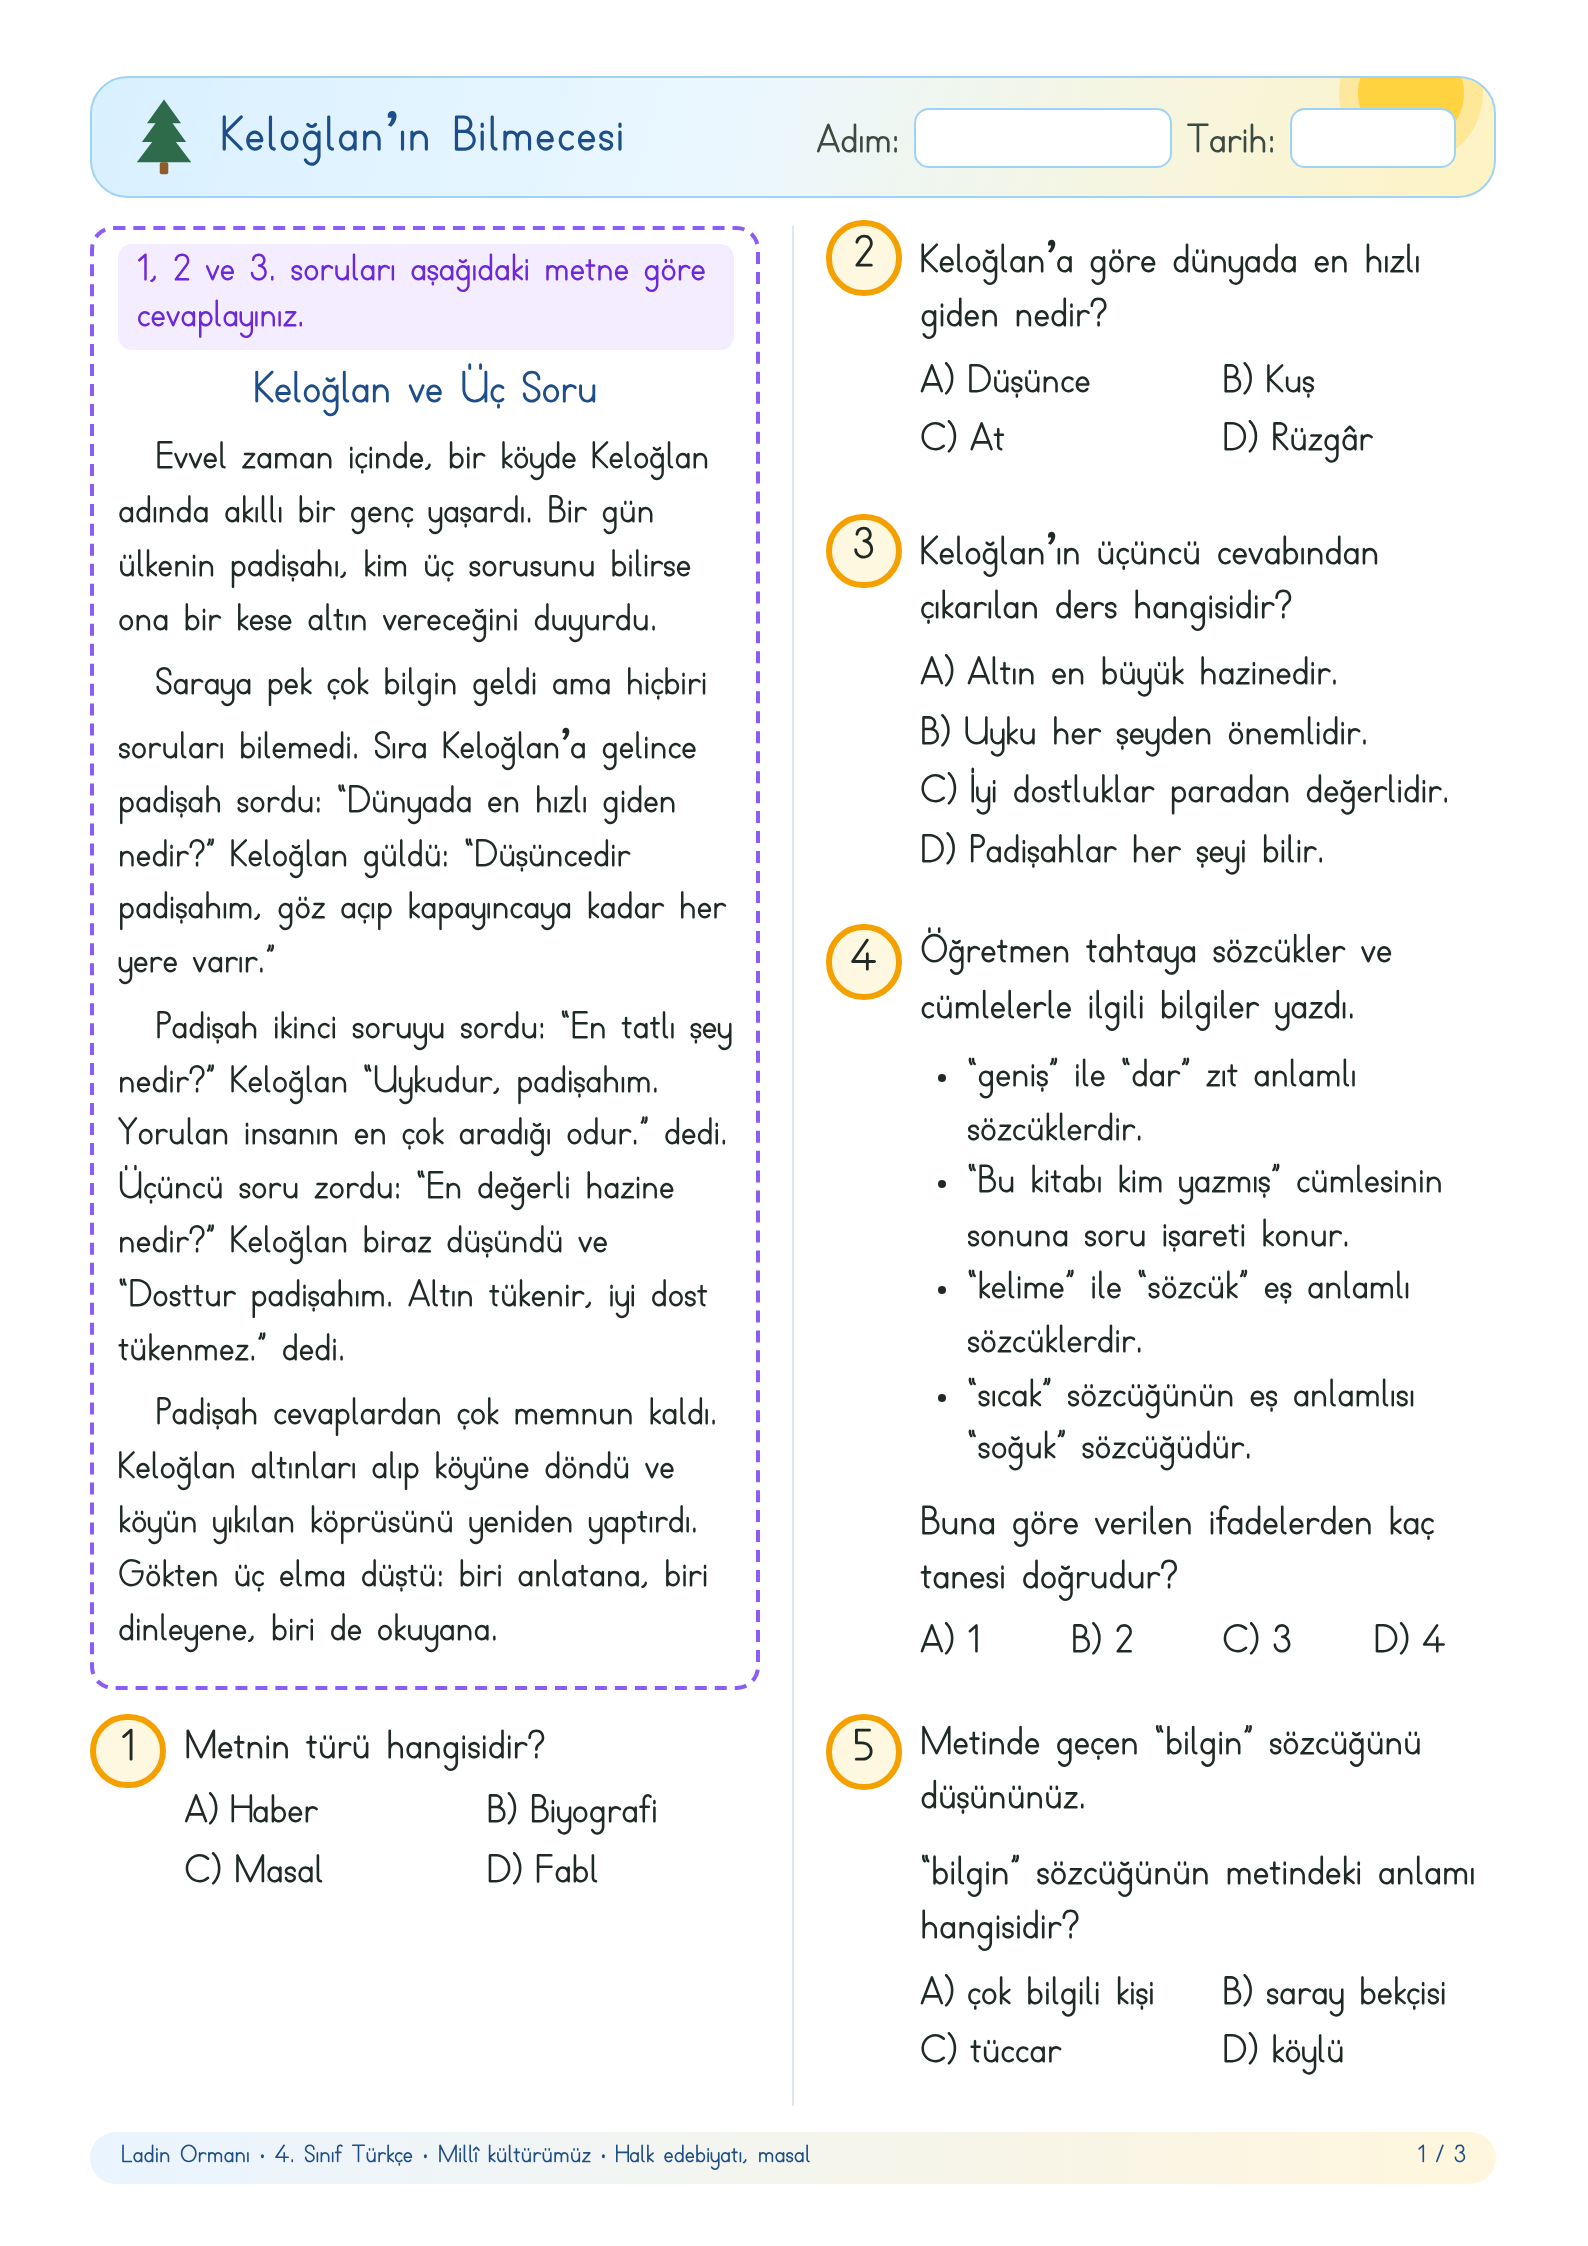 Keloğlan’ın Bilmecesi
Adım:
Tarih:
1, 2 ve 3. soruları aşağıdaki metne göre
cevaplayınız.
Keloğlan ve Üç Soru
Evvel zaman içinde, bir köyde Keloğlan
adında akıllı bir genç yaşardı. Bir gün
ülkenin padişahı, kim üç sorusunu bilirse
ona bir kese altın vereceğini duyurdu.
Saraya pek çok bilgin geldi ama hiçbiri
soruları bilemedi. Sıra Keloğlan’a gelince
padişah sordu: “Dünyada en hızlı giden
nedir?” Keloğlan güldü: “Düşüncedir
padişahım, göz açıp kapayıncaya kadar her
yere varır.”
Padişah ikinci soruyu sordu: “En tatlı şey
nedir?” Keloğlan “Uykudur, padişahım.
Yorulan insanın en çok aradığı odur.” dedi.
Üçüncü soru zordu: “En değerli hazine
nedir?” Keloğlan biraz düşündü ve
“Dosttur padişahım. Altın tükenir, iyi dost
tükenmez.” dedi.
Padişah cevaplardan çok memnun kaldı.
Keloğlan altınları alıp köyüne döndü ve
köyün yıkılan köprüsünü yeniden yaptırdı.
Gökten üç elma düştü: biri anlatana, biri
dinleyene, biri de okuyana.
1 Metnin türü hangisidir?
A) Haber B) Biyografi
C) Masal D) Fabl
2 Keloğlan’a göre dünyada en hızlı
giden nedir?
A) Düşünce B) Kuş
C) At D) Rüzgâr
3 Keloğlan’ın üçüncü cevabından
çıkarılan ders hangisidir?
A) Altın en büyük hazinedir.
B) Uyku her şeyden önemlidir.
C) İyi dostluklar paradan değerlidir.
D) Padişahlar her şeyi bilir.
4 Öğretmen tahtaya sözcükler ve
cümlelerle ilgili bilgiler yazdı.
• “geniş” ile “dar” zıt anlamlı
sözcüklerdir.
• “Bu kitabı kim yazmış” cümlesinin
sonuna soru işareti konur.
• “kelime” ile “sözcük” eş anlamlı
sözcüklerdir.
• “sıcak” sözcüğünün eş anlamlısı
“soğuk” sözcüğüdür.
Buna göre verilen ifadelerden kaç
tanesi doğrudur?
A) 1 B) 2 C) 3 D) 4
5 Metinde geçen “bilgin” sözcüğünü
düşününüz.
“bilgin” sözcüğünün metindeki anlamı
hangisidir?
A) çok bilgili kişi B) saray bekçisi
C) tüccar D) köylü
Ladin Ormanı • 4. Sınıf Türkçe • Millî kültürümüz • Halk edebiyatı, masal
1 / 3